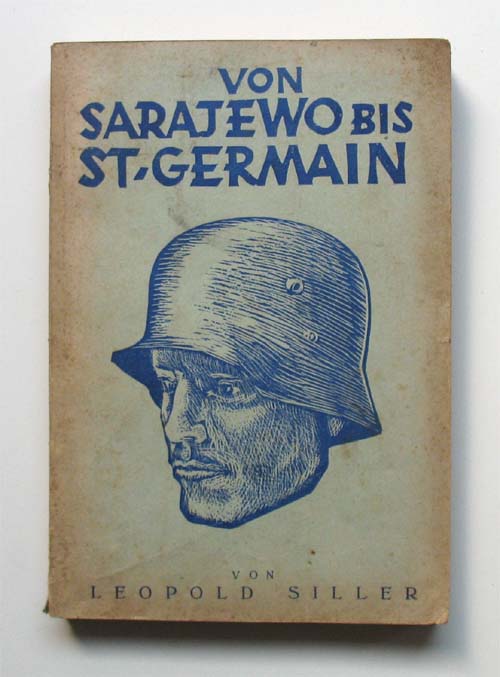 VON
SARAJEWO BIS
ST-GERMAIN
VON
LEOPOLD SILLER